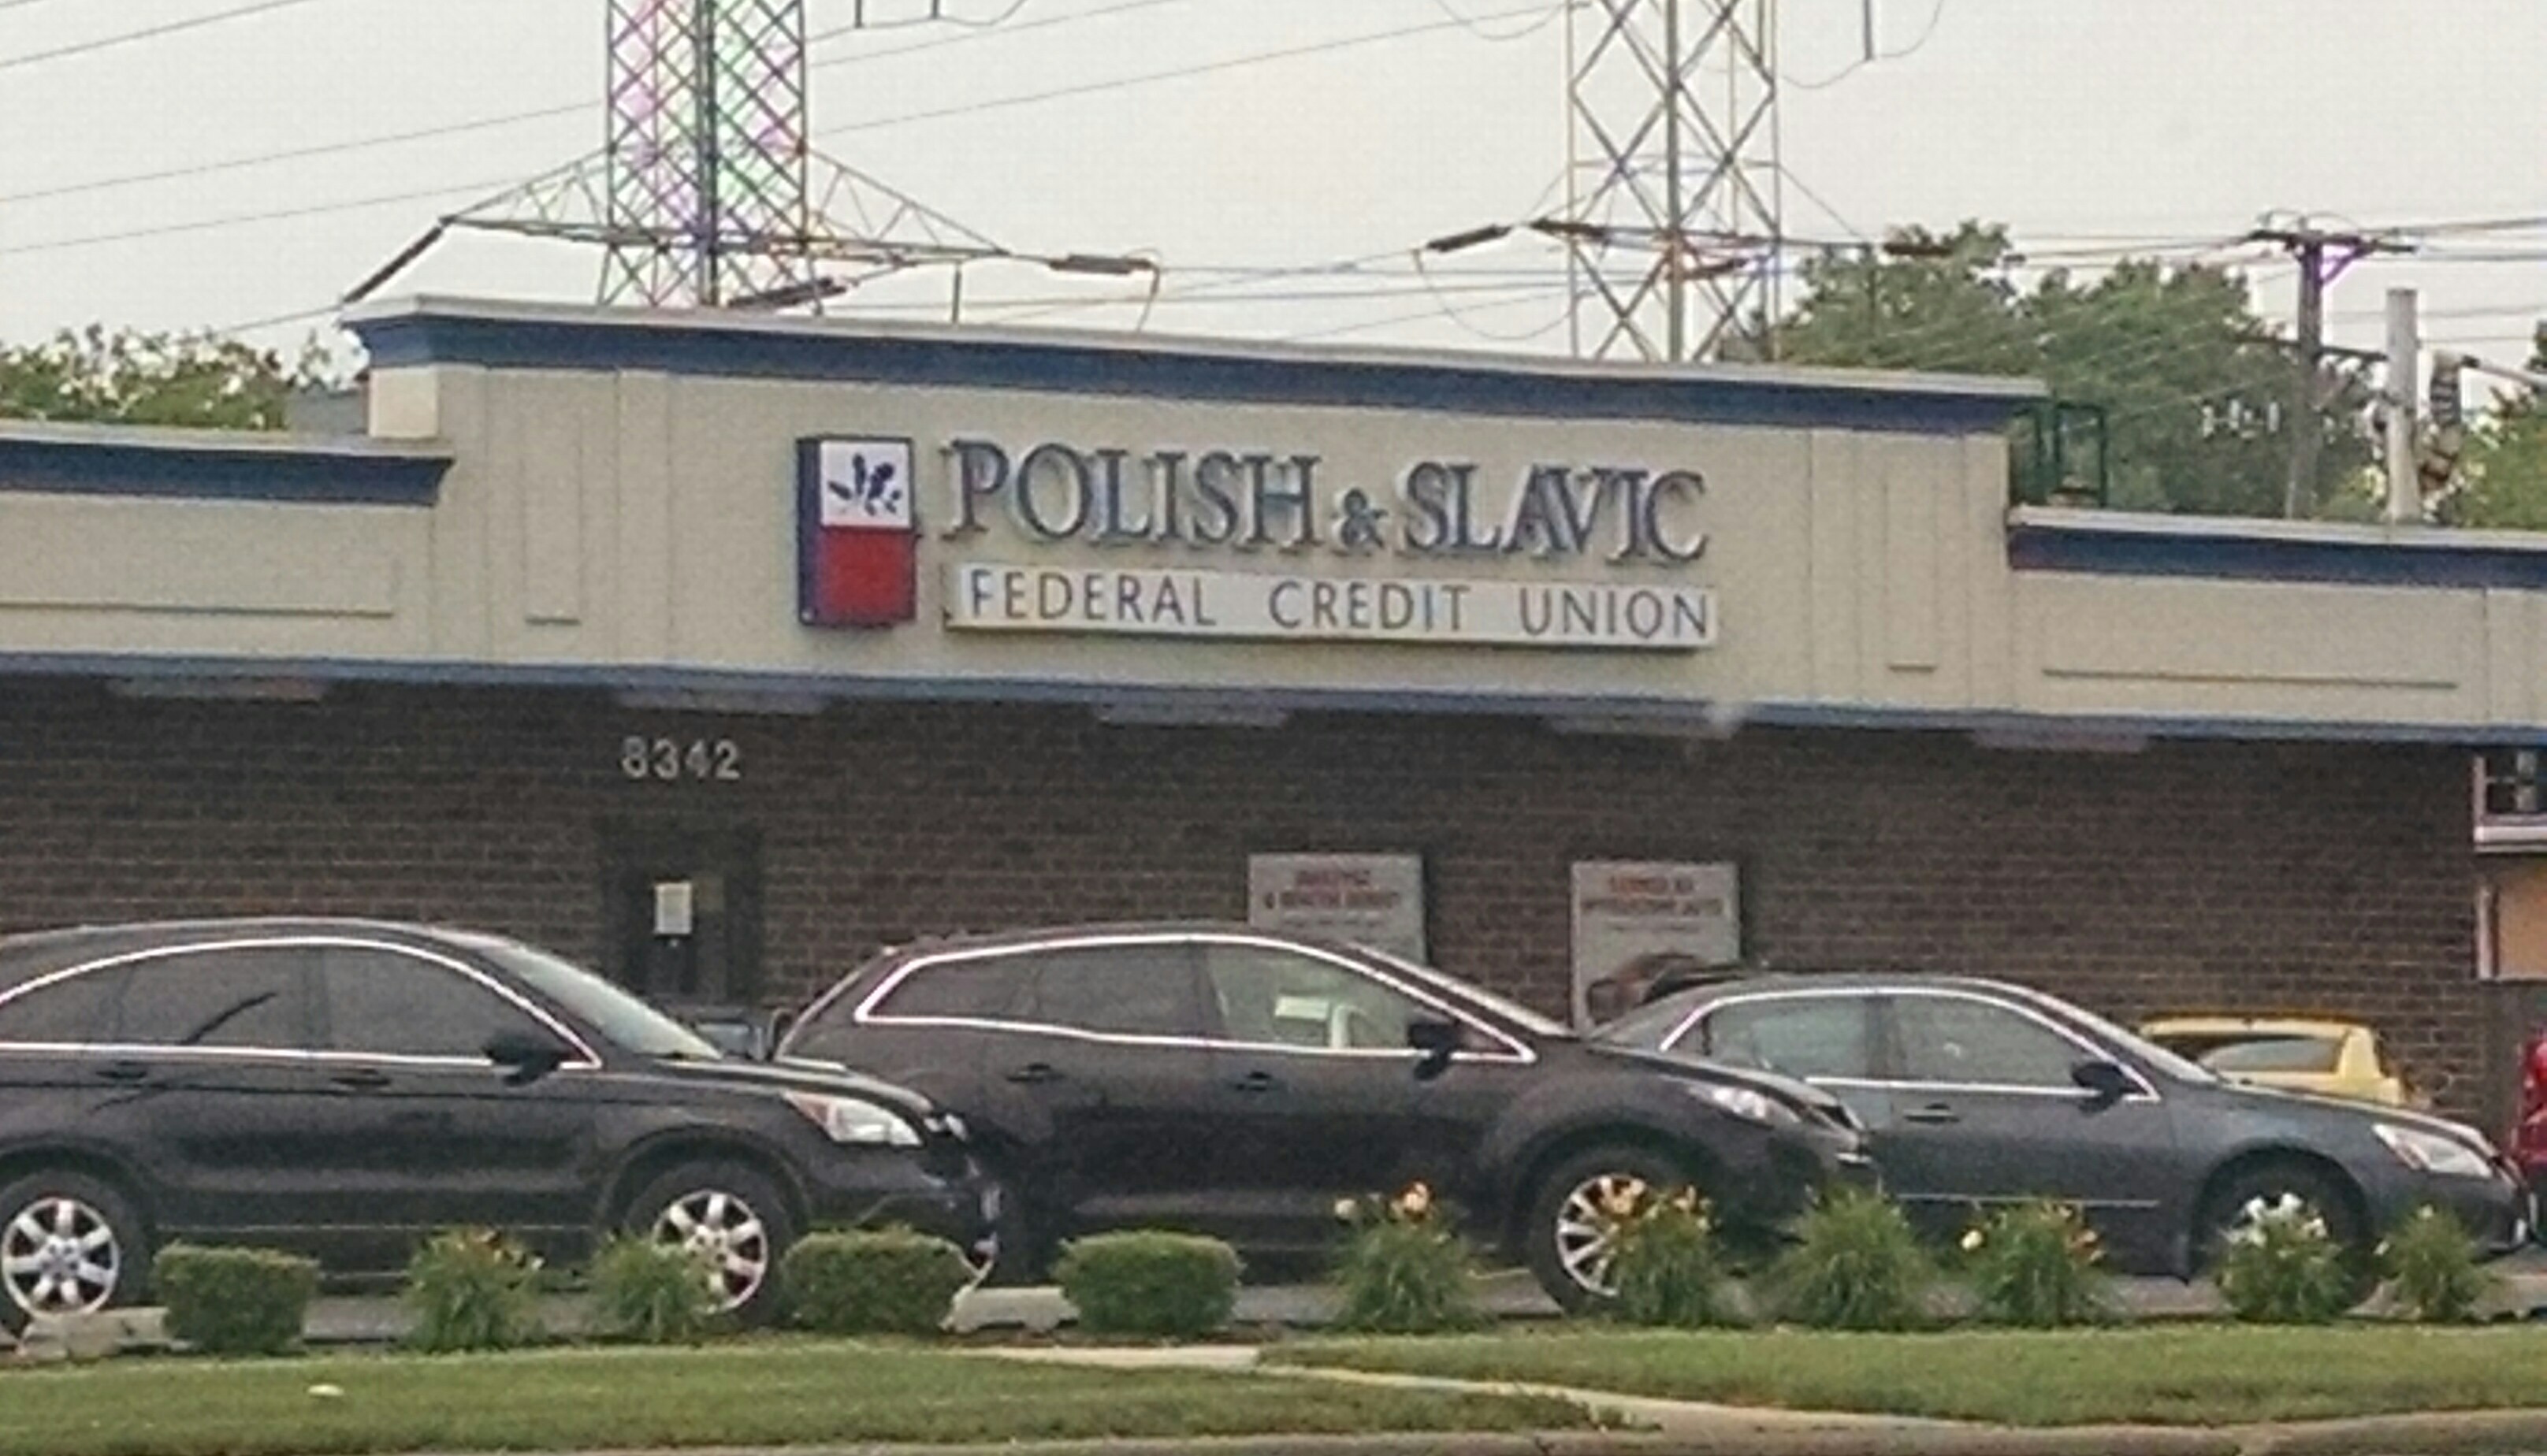 POLISH & SLAVIC
FEDERAL CREDIT UNION
8342